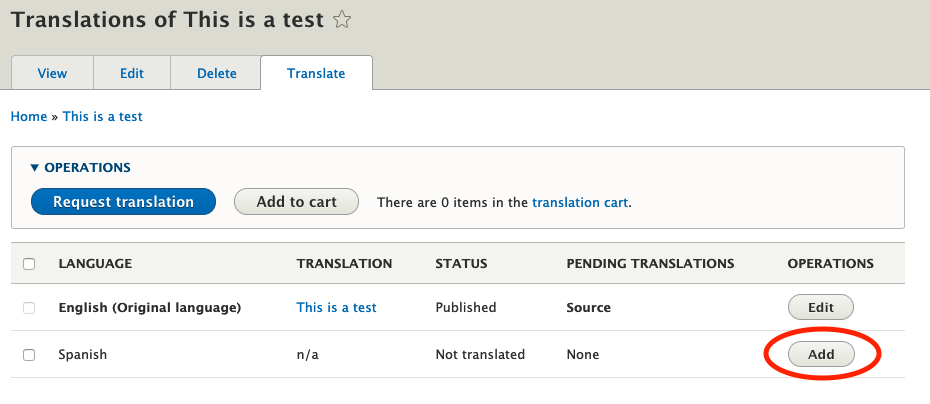 Translations of This is a test
View Edit Delete Translate
Home » This is a test
OPERATIONS
Request translation Add to cart There are 0 items in the translation cart.
LANGUAGE TRANSLATION STATUS PENDING TRANSLATIONS OPERATIONS
English (Original language) This is a test Published Source Edit
Spanish n/a Not translated None Add